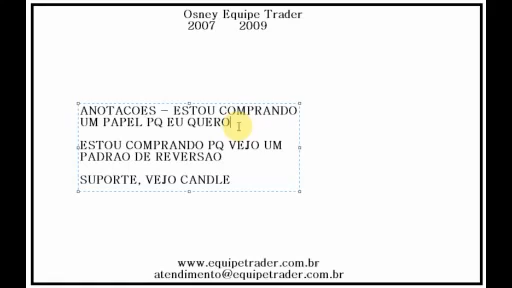 Osney Equipe Trader
2007 2009
ANOTACOES - ESTOU COMPRANDO
UM PAPEL PQ EU QUERO
ESTOU COMPRANDO PQ VEJO UM
PADRAO DE REVERSAO
SUPORTE, VEJO CANDLE
www.equipetrader.com.br
atendimento@equipetrader.com.br